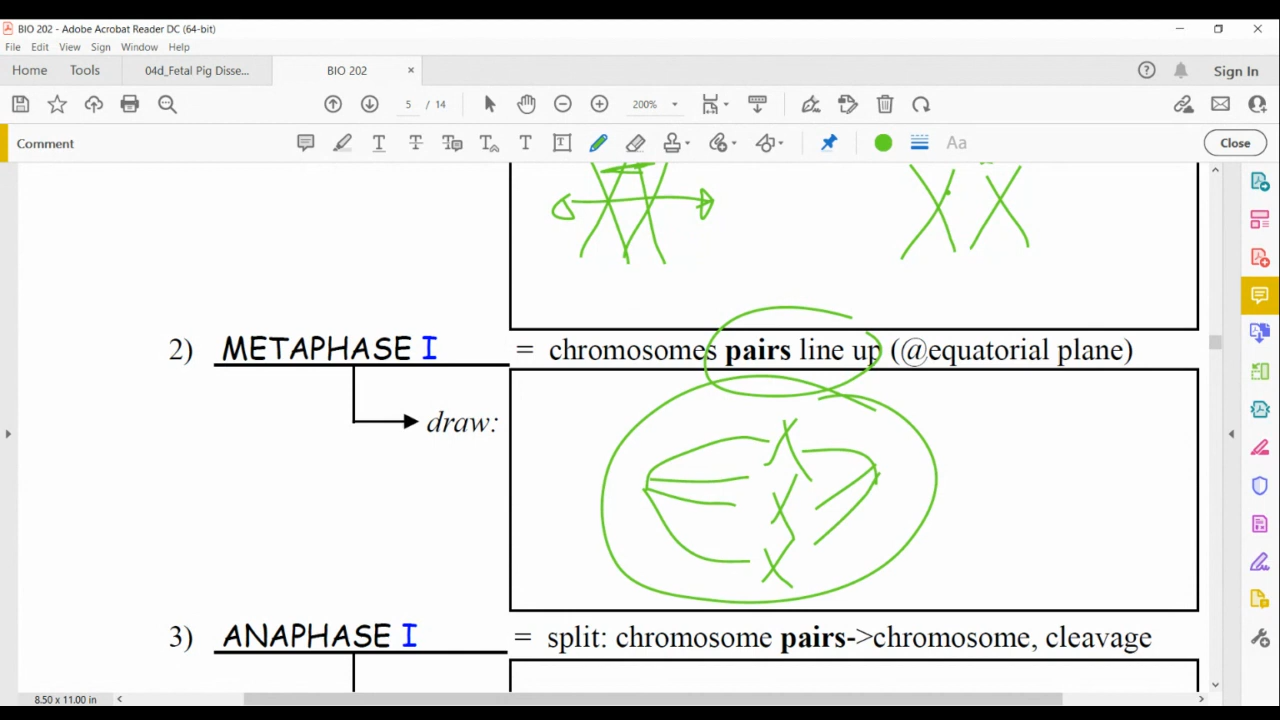 BIO 202 - Adobe Acrobat Reader DC (64-bit)
File Edit View Sign Window Help
Home Tools 04d_Fetal Pig Disse... BIO 202 × Sign In
5 / 14 200%
Comment Aa Close
2) METAPHASE I = chromosomes pairs line up (@equatorial plane)
draw:
3) ANAPHASE I = split: chromosome pairs->chromosome, cleavage
8.50 x 11.00 in